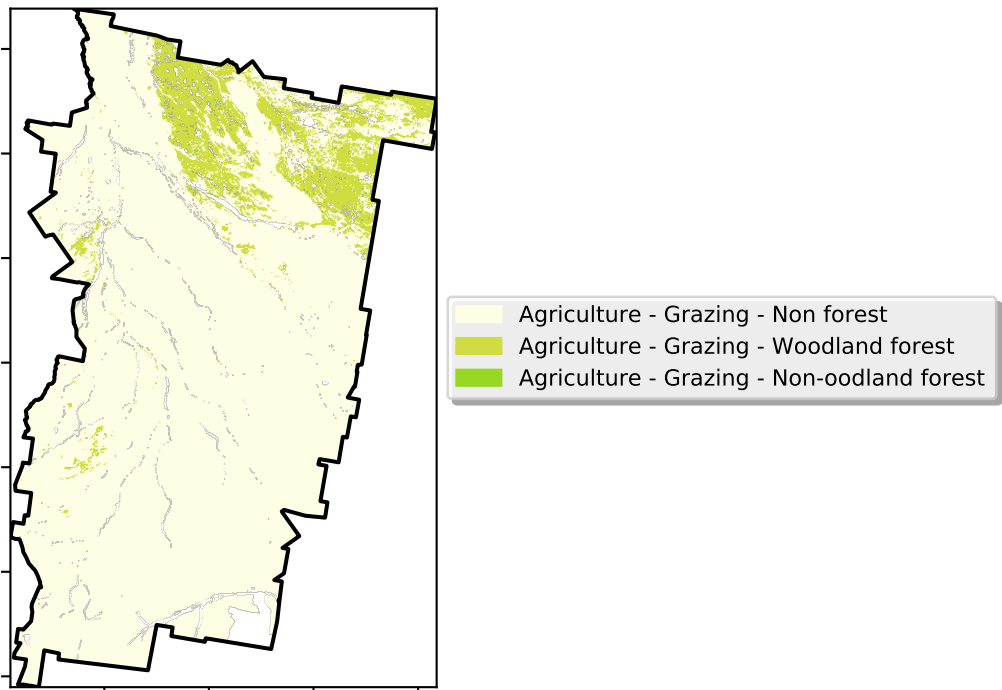 Agriculture - Grazing - Non forest
Agriculture - Grazing - Woodland forest
Agriculture - Grazing - Non-oodland forest